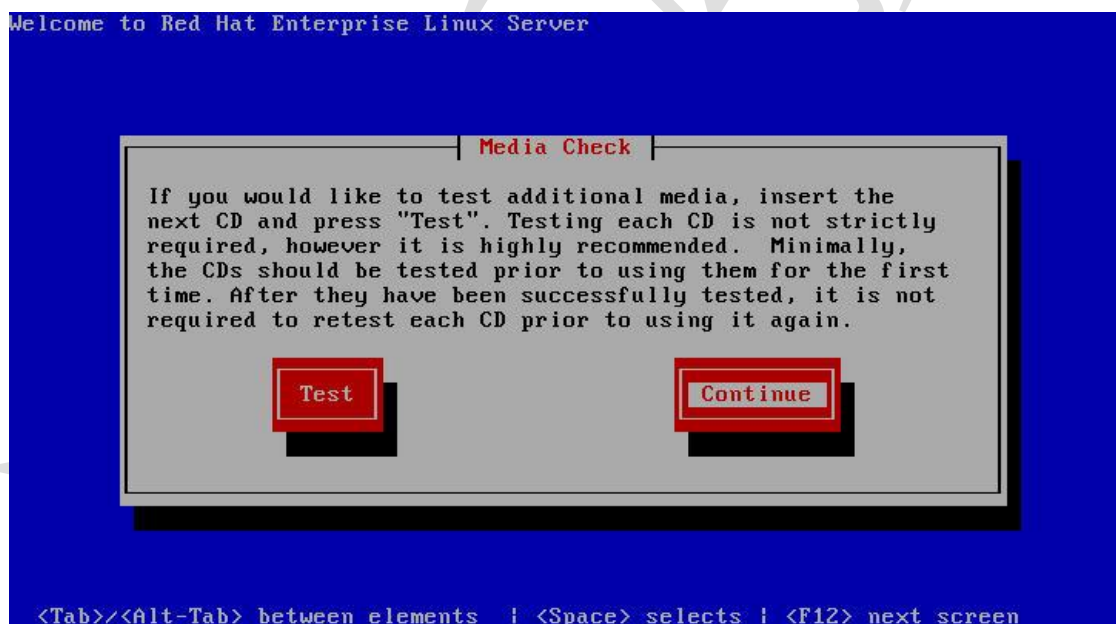 Welcome to Red Hat Enterprise Linux Server
Media Check
If you would like to test additional media, insert the
next CD and press "Test". Testing each CD is not strictly
required, however it is highly recommended.  Minimally,
the CDs should be tested prior to using them for the first
time. After they have been successfully tested, it is not
required to retest each CD prior to using it again.
Test
Continue
<Tab>/<Alt-Tab> between elements  | <Space> selects | <F12> next screen